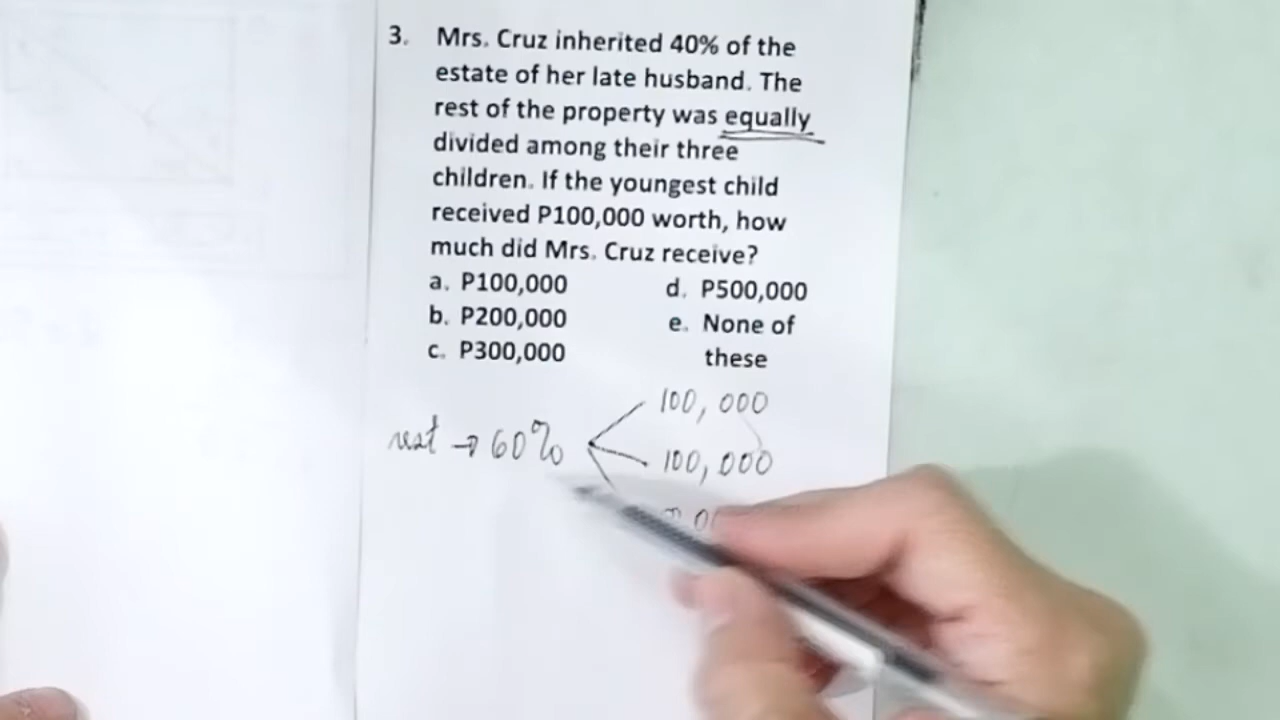 3. Mrs. Cruz inherited 40% of the
estate of her late husband. The
rest of the property was equally
divided among their three
children. If the youngest child
received P100,000 worth, how
much did Mrs. Cruz receive?
a. P100,000 d. P500,000
b. P200,000 e. None of
c. P300,000 these
100,000
rest → 60%
100,000